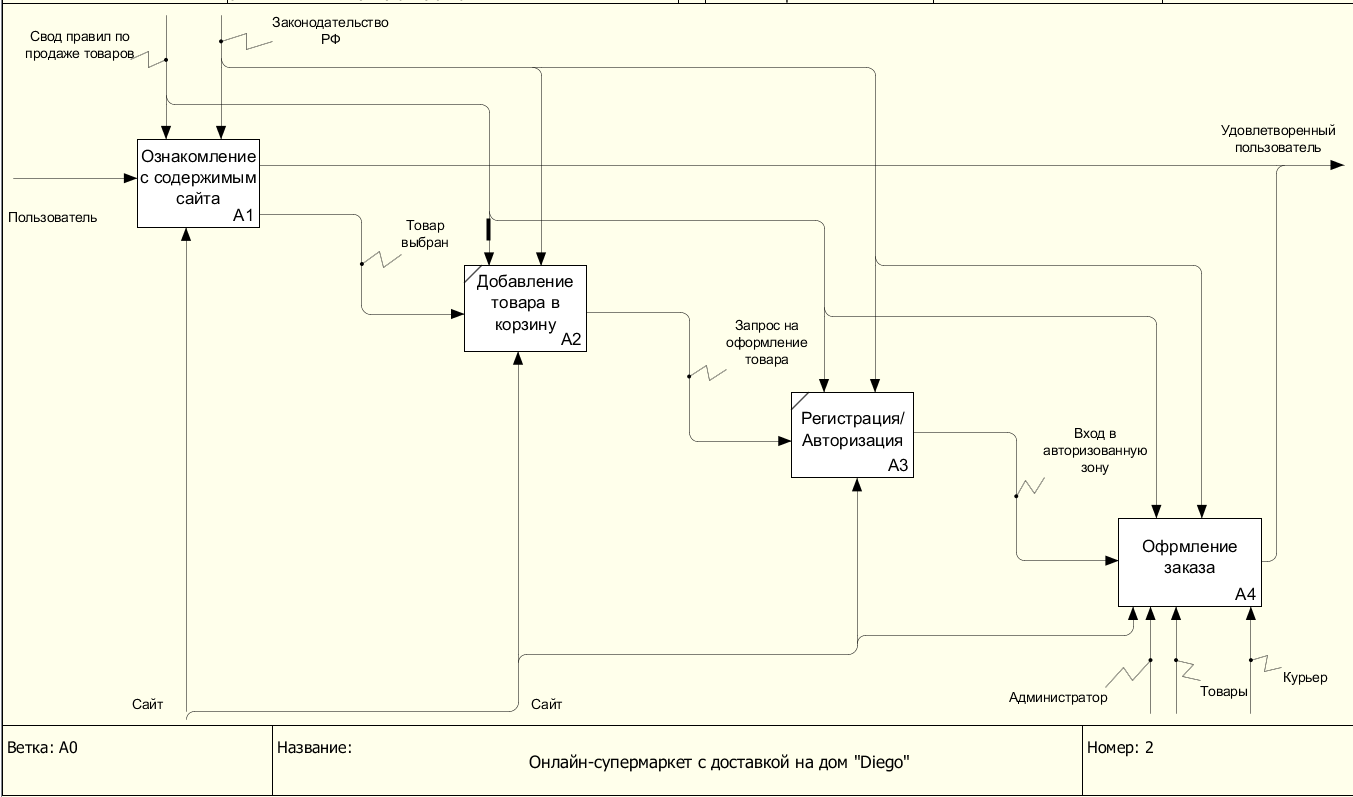 Свод правил по
продаже товаров
Законодательство
РФ
Удовлетворенный
пользователь
Ознакомление
с содержимым
сайта
A1
Пользователь
Товар
выбран
Добавление
товара в
корзину
A2
Запрос на
оформление
товара
Регистрация/
Авторизация
A3
Вход в
авторизованную
зону
Офрмление
заказа
A4
Администратор
Товары
Курьер
Сайт
Сайт
Ветка: A0
Название:
Онлайн-супермаркет с доставкой на дом "Diego"
Номер: 2